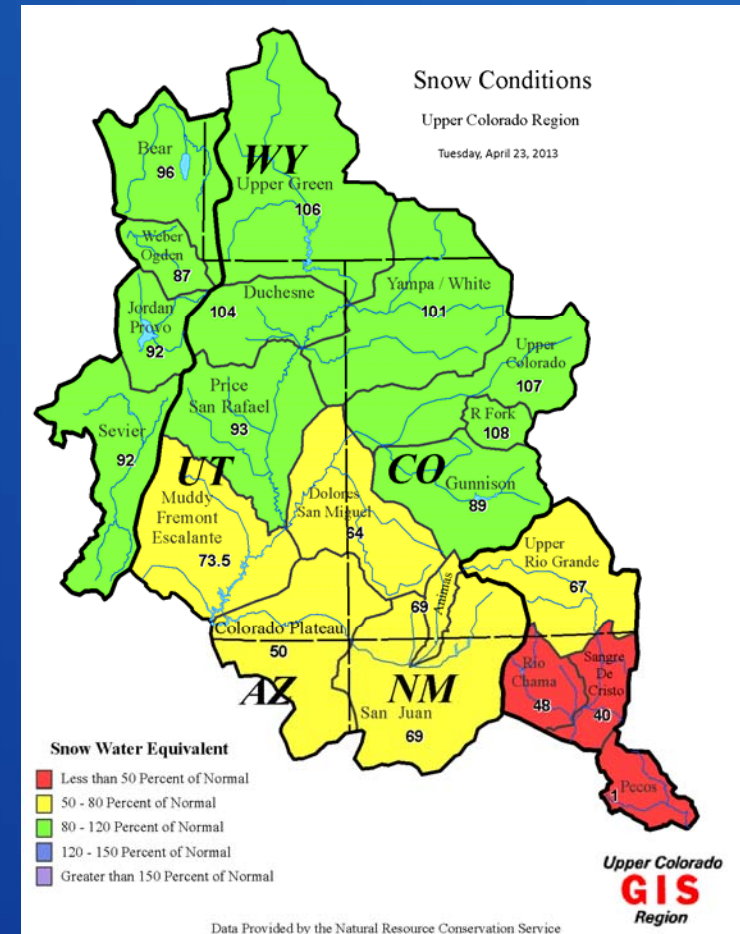 Snow Conditions
Upper Colorado Region
Tuesday, April 23, 2013
Bear
96
WY
Upper Green
106
Weber
Ogden
87
Duchesne
104
Yampa / White
101
Jordan
Provo
92
Upper
Colorado
107
Price
San Rafael
93
R Fork
108
Sevier
92
UT
CO
Gunnison
89
Muddy
Fremont
Escalante
73.5
Dolores
San Miguel
64
Upper
Rio Grande
67
Animas
69
Colorado Plateau
50
Rio
Chama
48
Sangre
De
Cristo
40
AZ
NM
San Juan
69
Pecos
1
Snow Water Equivalent
Less than 50 Percent of Normal
50 - 80 Percent of Normal
80 - 120 Percent of Normal
120 - 150 Percent of Normal
Greater than 150 Percent of Normal
Upper Colorado
GIS
Region
Data Provided by the Natural Resource Conservation Service